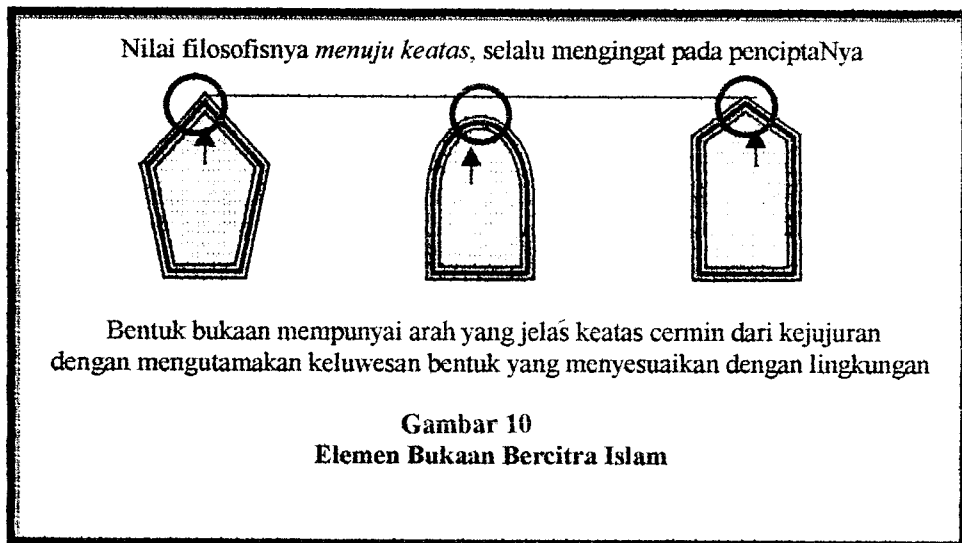 Nilai filosofisnya menuju keatas, selalu mengingat pada penciptaNya
Bentuk bukaan mempunyai arah yang jelas keatas cermin dari kejujuran
dengan mengutamakan keluwesan bentuk yang menyesuaikan dengan lingkungan
Gambar 10
Elemen Bukaan Bercitra Islam